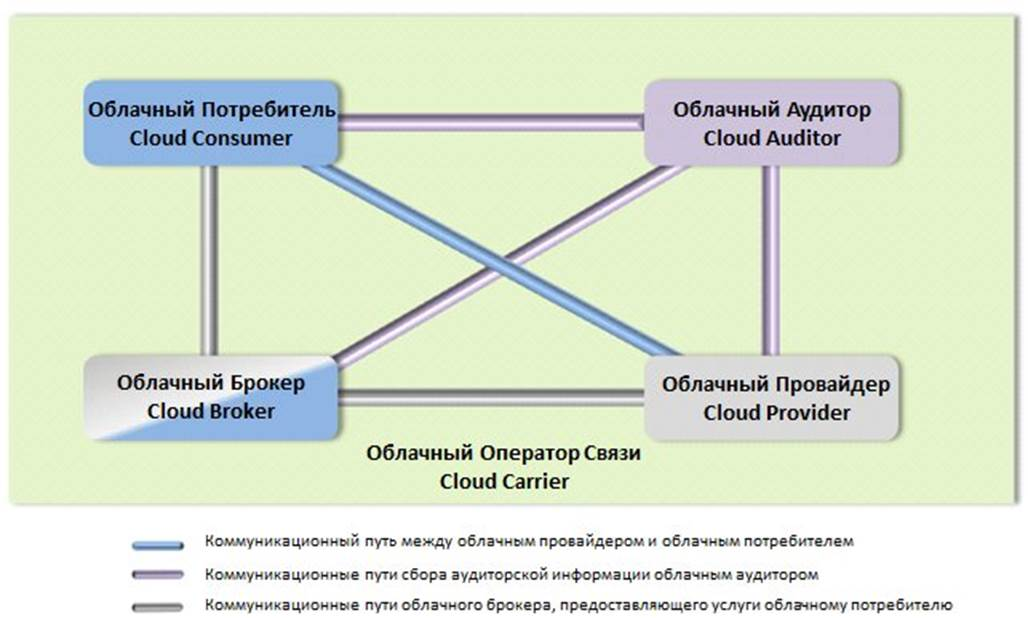 Облачный Потребитель
Cloud Consumer
Облачный Аудитор
Cloud Auditor
Облачный Брокер
Cloud Broker
Облачный Провайдер
Cloud Provider
Облачный Оператор Связи
Cloud Carrier
Коммуникационный путь между облачным провайдером и облачным потребителем
Коммуникационные пути сбора аудиторской информации облачным аудитором
Коммуникационные пути облачного брокера, предоставляющего услуги облачному потребителю